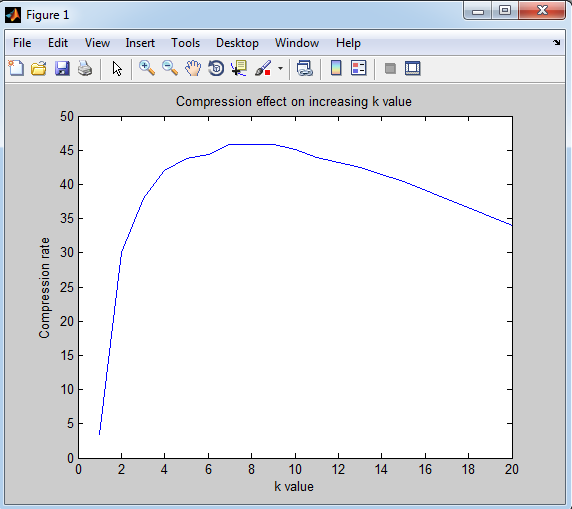 Figure 1
File Edit View Insert Tools Desktop Window Help
Compression effect on increasing k value
50
45
40
35
30
25
20
15
10
5
0
Compression rate
0 2 4 6 8 10 12 14 16 18 20
k value